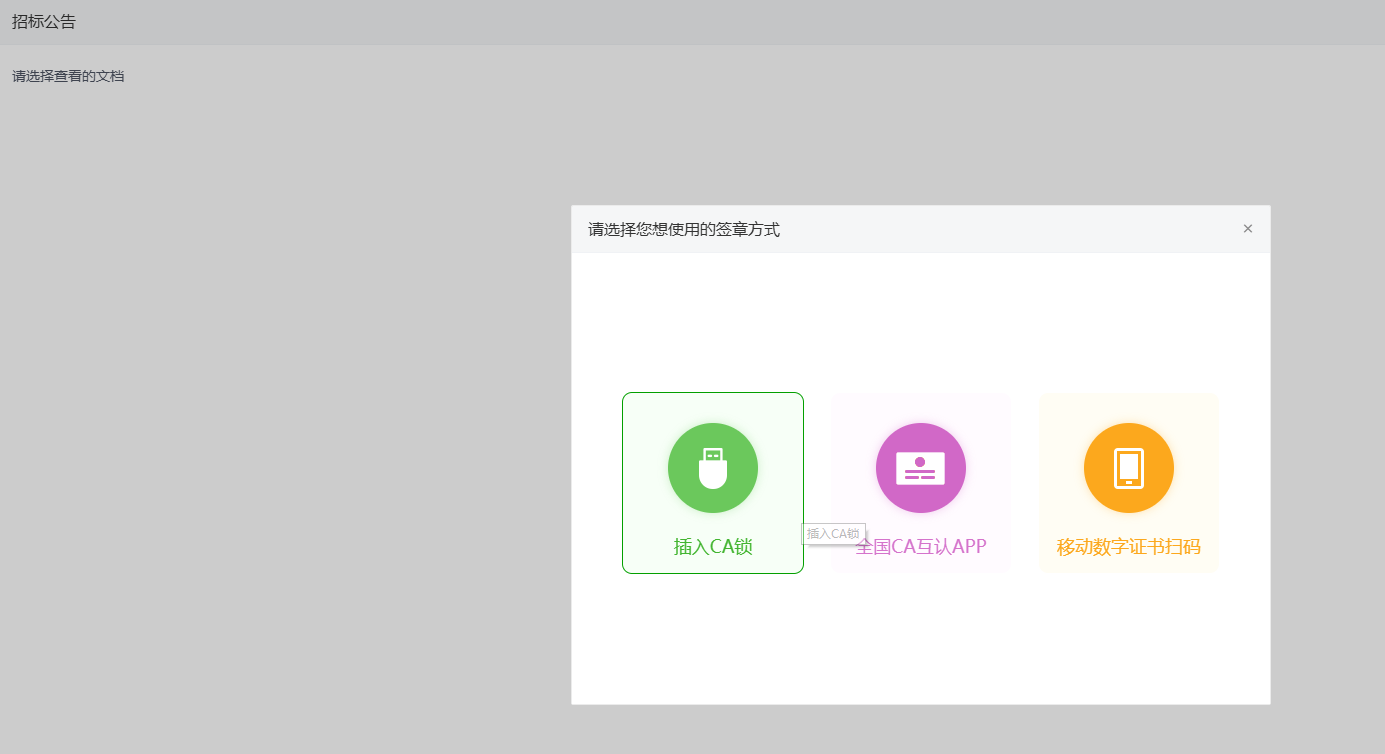 招标公告
请选择查看的文档
请选择您想使用的签章方式
插入CA锁
插入CA锁
全国CA互认APP
移动数字证书扫码